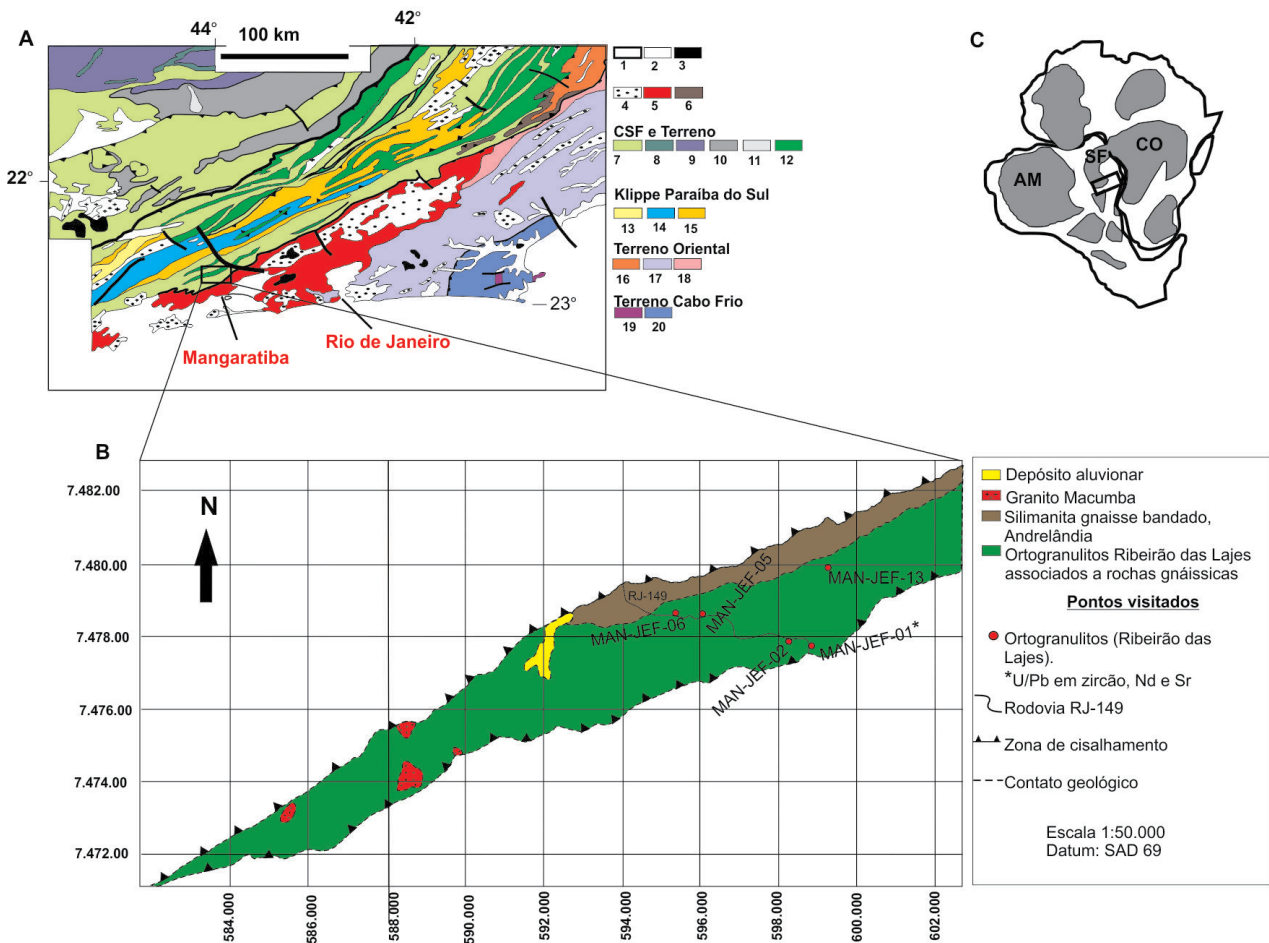 A
44°
42°
100 km
22°
23°
Mangaratiba
Rio de Janeiro
1 2 3
4 5 6
CSF e Terreno
7 8 9 10 11 12
Klippe Paraíba do Sul
13 14 15
Terreno Oriental
16 17 18
Terreno Cabo Frio
19 20
C
AM
SF
CO
B
N
7.482.00
7.480.00
7.478.00
7.476.00
7.474.00
7.472.00
584.000
586.000
588.000
590.000
592.000
594.000
596.000
598.000
600.000
602.000
RJ-149
MAN-JEF-06
MAN-JEF-05
MAN-JEF-13
MAN-JEF-02
MAN-JEF-01*
Depósito aluvionar
Granito Macumba
Silimanita gnaisse bandado,
Andrelândia
Ortogranulitos Ribeirão das Lajes
associados a rochas gnáissicas
Pontos visitados
Ortogranulitos (Ribeirão das
Lajes).
*U/Pb em zircão, Nd e Sr
Rodovia RJ-149
Zona de cisalhamento
Contato geológico
Escala 1:50.000
Datum: SAD 69